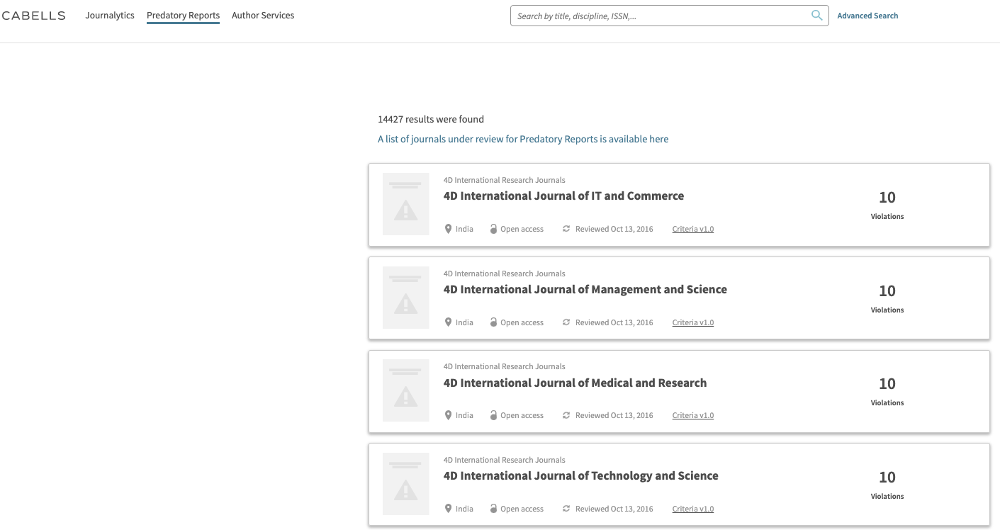 CABELLS Journalytics Predatory Reports Author Services Search by title, discipline, ISSN,... Advanced Search
14427 results were found
A list of journals under review for Predatory Reports is available here
4D International Research Journals
4D International Journal of IT and Commerce
10
Violations
India Open access Reviewed Oct 13, 2016 Criteria v1.0
4D International Research Journals
4D International Journal of Management and Science
10
Violations
India Open access Reviewed Oct 13, 2016 Criteria v1.0
4D International Research Journals
4D International Journal of Medical and Research
10
Violations
India Open access Reviewed Oct 13, 2016 Criteria v1.0
4D International Research Journals
4D International Journal of Technology and Science
10
Violations
India Open access Reviewed Oct 13, 2016 Criteria v1.0